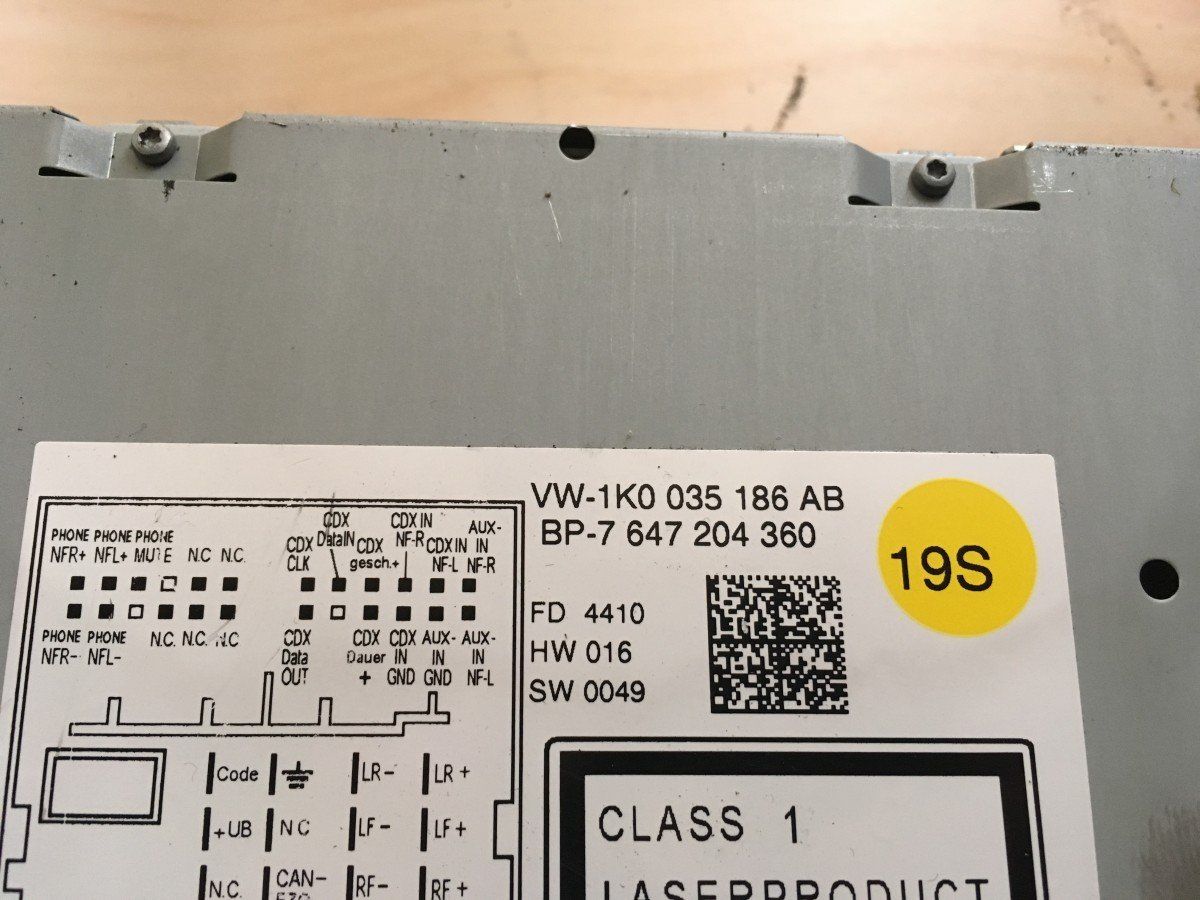 VW-1K0 035 186 AB
BP-7 647 204 360
19S
FD 4410
HW 016
SW 0049
PHONE PHONE PHONE
NFR+ NFL+ MUTE N.C N.C.
CDX
CLK
CDX
DataIN
CDX
gesch.+
CDX IN
NF-R
CDX IN
NF-L
AUX-
IN
NF-R
PHONE PHONE
NFR- NFL-
N.C. N.C. N.C.
CDX
Data
OUT
CDX
Dauer
+
CDX
IN
GND
AUX-
IN
GND
AUX-
IN
NF-L
Code LR- LR+
+UB NC LF- LF+
N.C. CAN- RF- RF+
CLASS 1
LASERPRODUCT